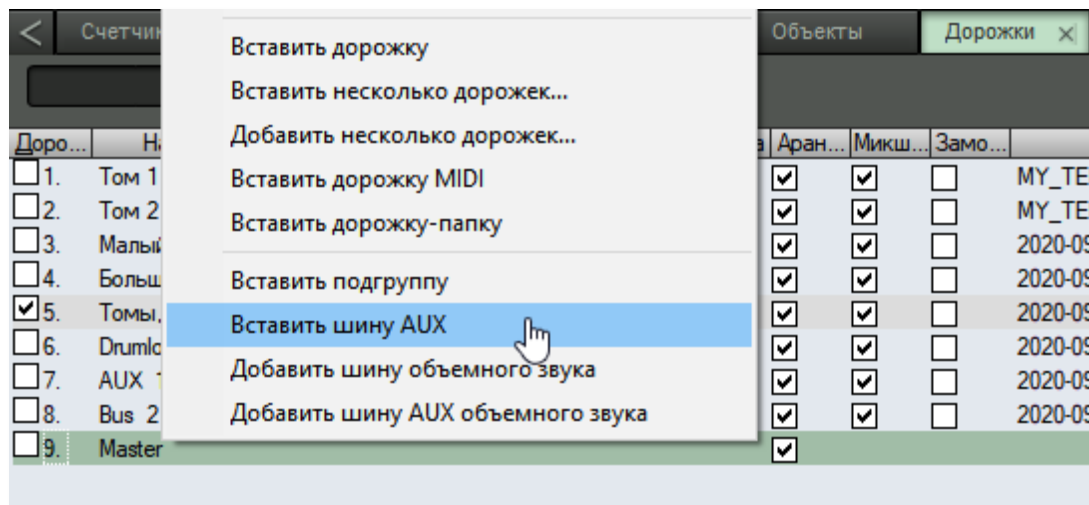 < Счетчи Объекты Дорожки ×
Вставить дорожку
Вставить несколько дорожек...
Доро... На Добавить несколько дорожек... Аран... Микш... Замо...
1. Том 1 Вставить дорожку MIDI MY_TE
2. Том 2 Вставить дорожку-папку MY_TE
3. Малый 2020-09
4. Больш Вставить подгруппу 2020-09
5. Томы, Вставить шину AUX 2020-09
6. Drumlo 2020-09
7. AUX 1 Добавить шину объемного звука 2020-09
8. Bus 2 Добавить шину AUX объемного звука 2020-09
9. Master